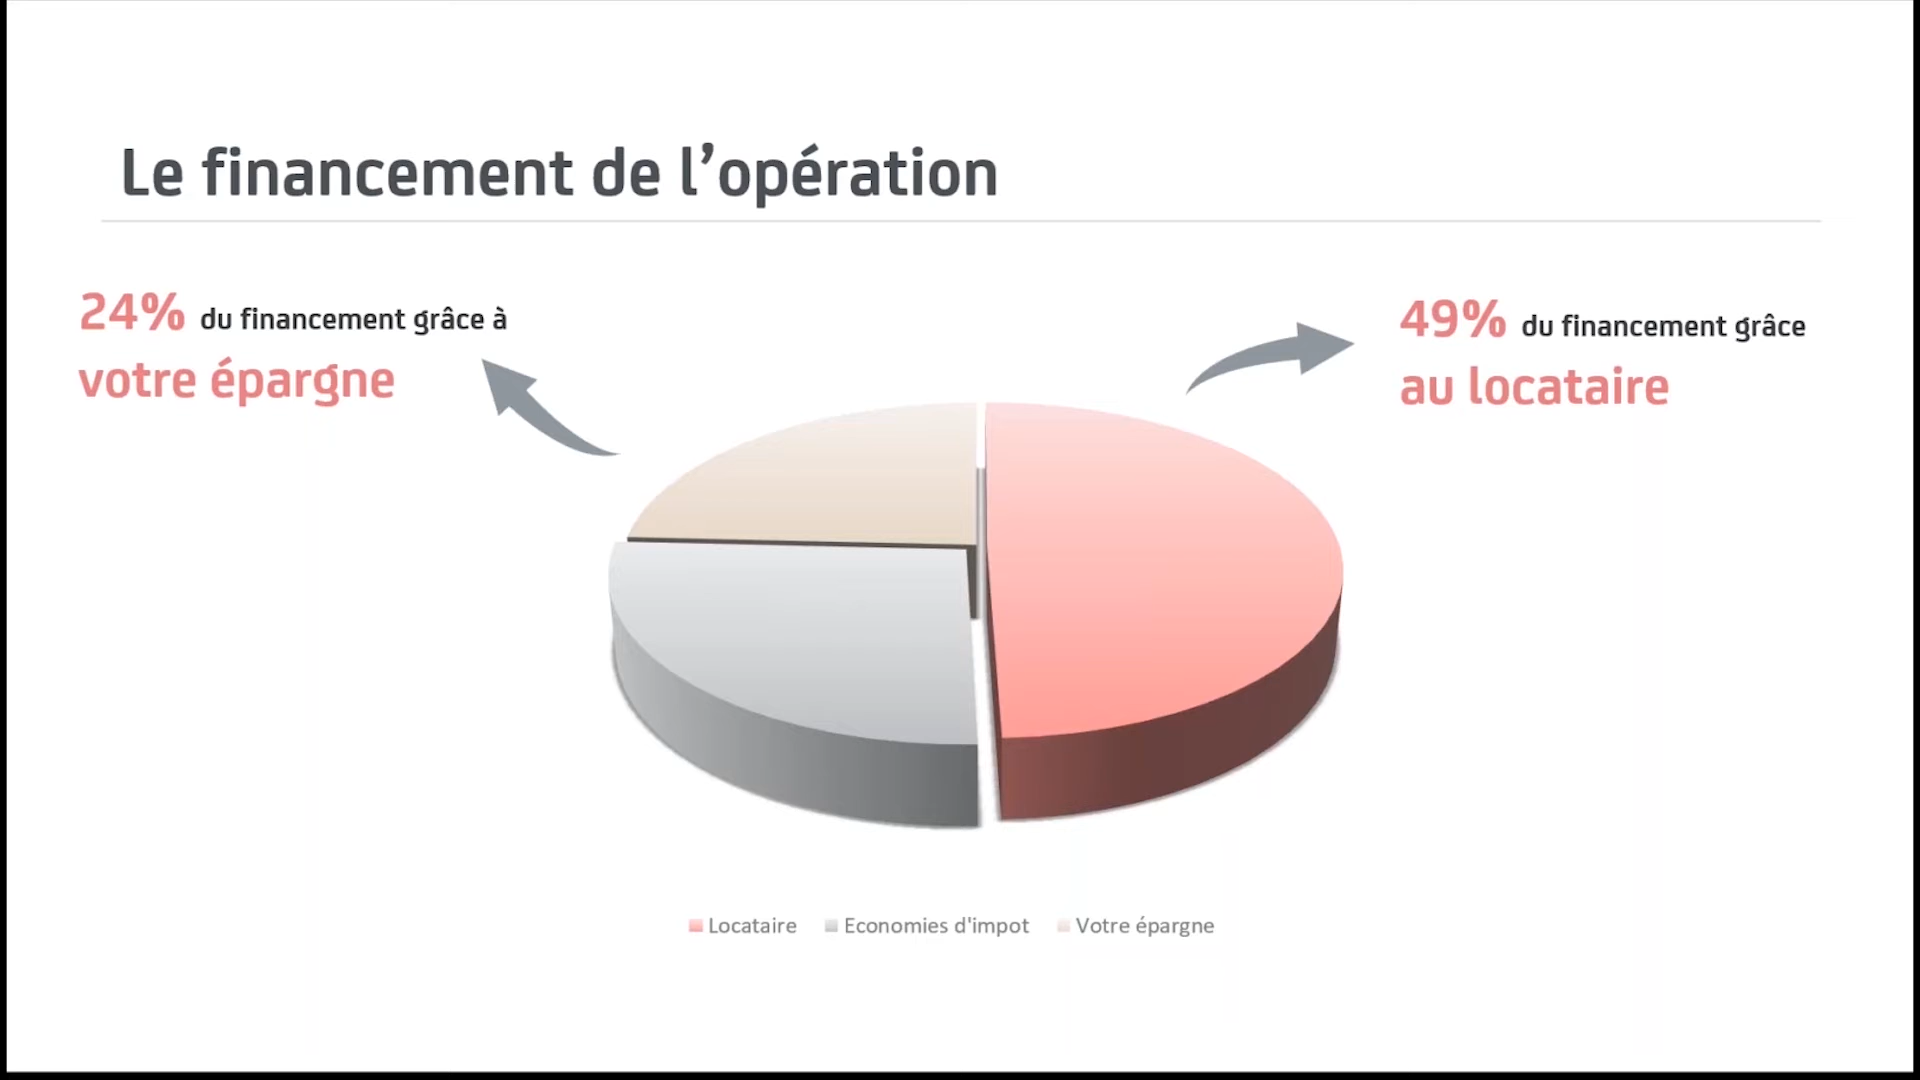 Le financement de l’opération
24% du financement grâce à
votre épargne
49% du financement grâce
au locataire
Locataire Economies d'impot Votre épargne